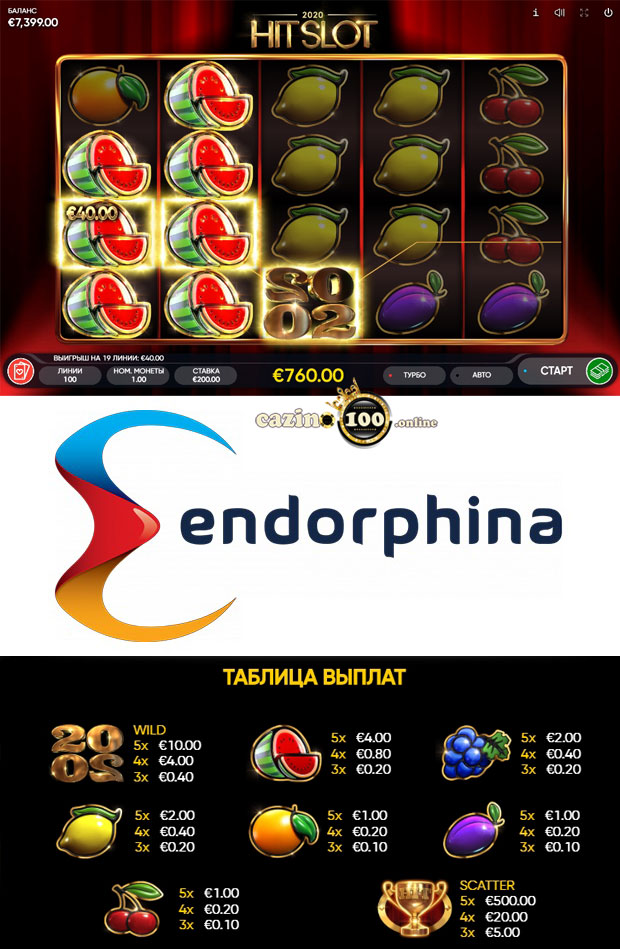 БАЛАНС
€7,399.00
2020
HIT SLOT
i
€40.00
2020
ВЫИГРЫШ НА 19 ЛИНИИ: €40.00
ЛИНИИ
100
НОМ. МОНЕТЫ
1.00
СТАВКА
€200.00
€760.00
ТУРБО
АВТО
СТАРТ
cazino 100 .online
endorphina
ТАБЛИЦА ВЫПЛАТ
2020
WILD
5x €10.00
4x €4.00
3x €0.40
5x €4.00
4x €0.80
3x €0.20
5x €2.00
4x €0.40
3x €0.20
5x €2.00
4x €0.40
3x €0.20
5x €1.00
4x €0.20
3x €0.10
5x €1.00
4x €0.20
3x €0.10
5x €1.00
4x €0.20
3x €0.10
HIT
SCATTER
5x €500.00
4x €20.00
3x €5.00